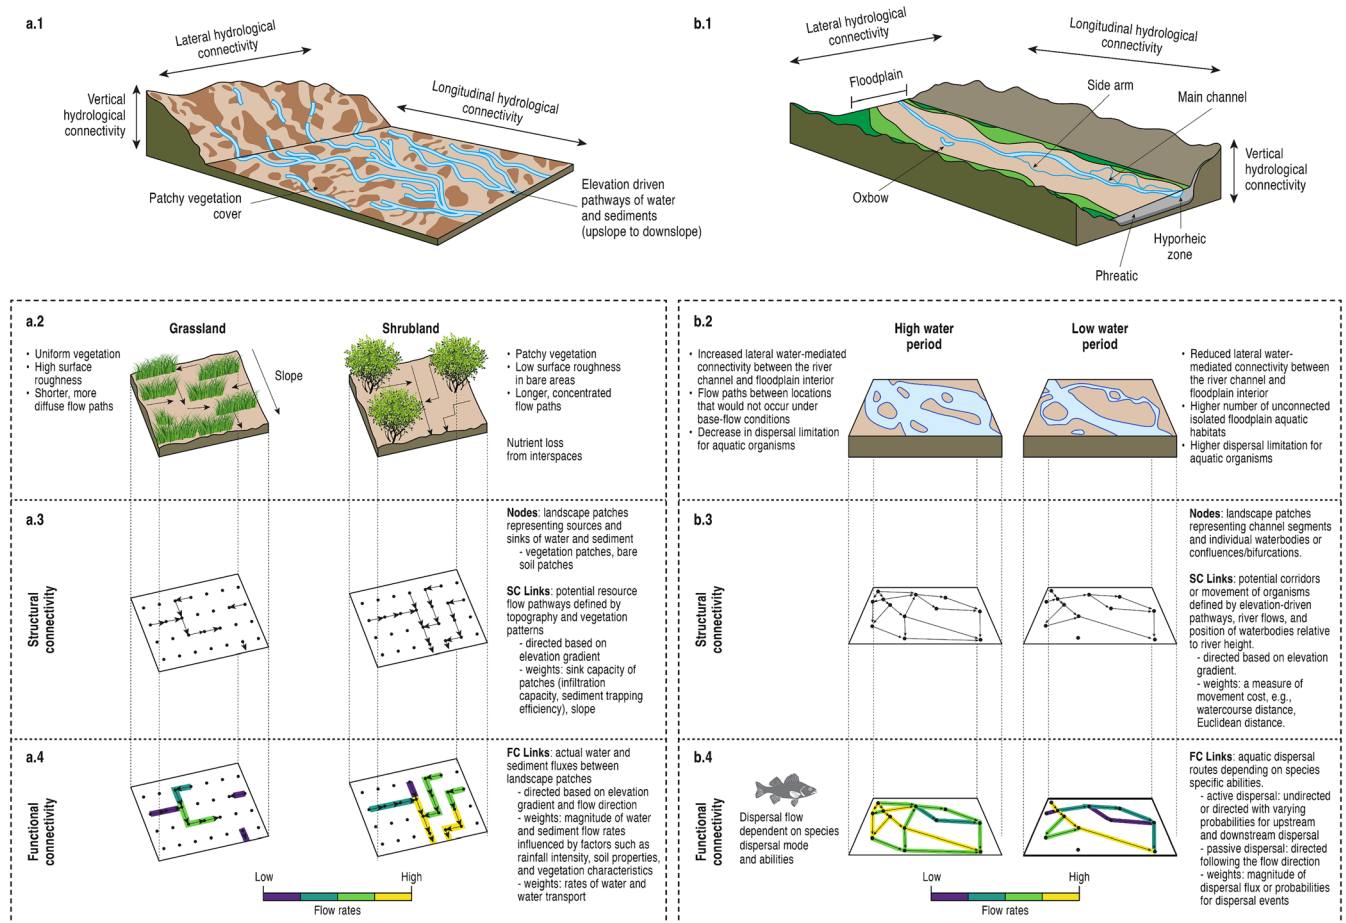 a.1
Lateral hydrological
connectivity
Vertical
hydrological
connectivity
Longitudinal hydrological
connectivity
Patchy vegetation
cover
Elevation driven
pathways of water
and sediments
(upslope to downslope)
b.1
Lateral hydrological
connectivity
Longitudinal hydrological
connectivity
Floodplain
Side arm
Main channel
Vertical
hydrological
connectivity
Oxbow
Hyporheic
zone
Phreatic
a.2
Grassland
Shrubland
• Uniform vegetation
• High surface
roughness
• Shorter, more
diffuse flow paths
Slope
• Patchy vegetation
• Low surface roughness
in bare areas
• Longer, concentrated
flow paths
Nutrient loss
from interspaces
a.3
Structural
connectivity
Nodes: landscape patches
representing sources and
sinks of water and sediment
- vegetation patches, bare
soil patches
SC Links: potential resource
flow pathways defined by
topography and vegetation
patterns
- directed based on
elevation gradient
- weights: sink capacity of
patches (infiltration
capacity, sediment trapping
efficiency), slope
a.4
Functional
connectivity
FC Links: actual water and
sediment fluxes between
landscape patches
- directed based on elevation
gradient and flow direction
- weights: magnitude of water
and sediment flow rates
influenced by factors such as
rainfall intensity, soil properties,
and vegetation characteristics
- weights: rates of water and
water transport
Low
High
Flow rates
b.2
High water
period
Low water
period
• Increased lateral water-mediated
connectivity between the river
channel and floodplain interior
• Flow paths between locations
that would not occur under
base-flow conditions
• Decrease in dispersal limitation
for aquatic organisms
• Reduced lateral water-
mediated connectivity between
the river channel and
floodplain interior
• Higher number of unconnected
isolated floodplain aquatic
habitats
• Higher dispersal limitation for
aquatic organisms
b.3
Structural
connectivity
Nodes: landscape patches
representing channel segments
and individual waterbodies or
confluences/bifurcations.
SC Links: potential corridors
or movement of organisms
defined by elevation-driven
pathways, river flows, and
position of waterbodies relative
to river height.
- directed based on elevation
gradient.
- weights: a measure of
movement cost, e.g.,
watercourse distance,
Euclidean distance.
b.4
Functional
connectivity
Dispersal flow
dependent on species
dispersal mode
and abilities
FC Links: aquatic dispersal
routes depending on species
specific abilities.
- active dispersal: undirected
or directed with varying
probabilities for upstream
and downstream dispersal
- passive dispersal: directed
following the flow direction
- weights: magnitude of
dispersal flux or probabilities
for dispersal events
Low
High
Flow rates